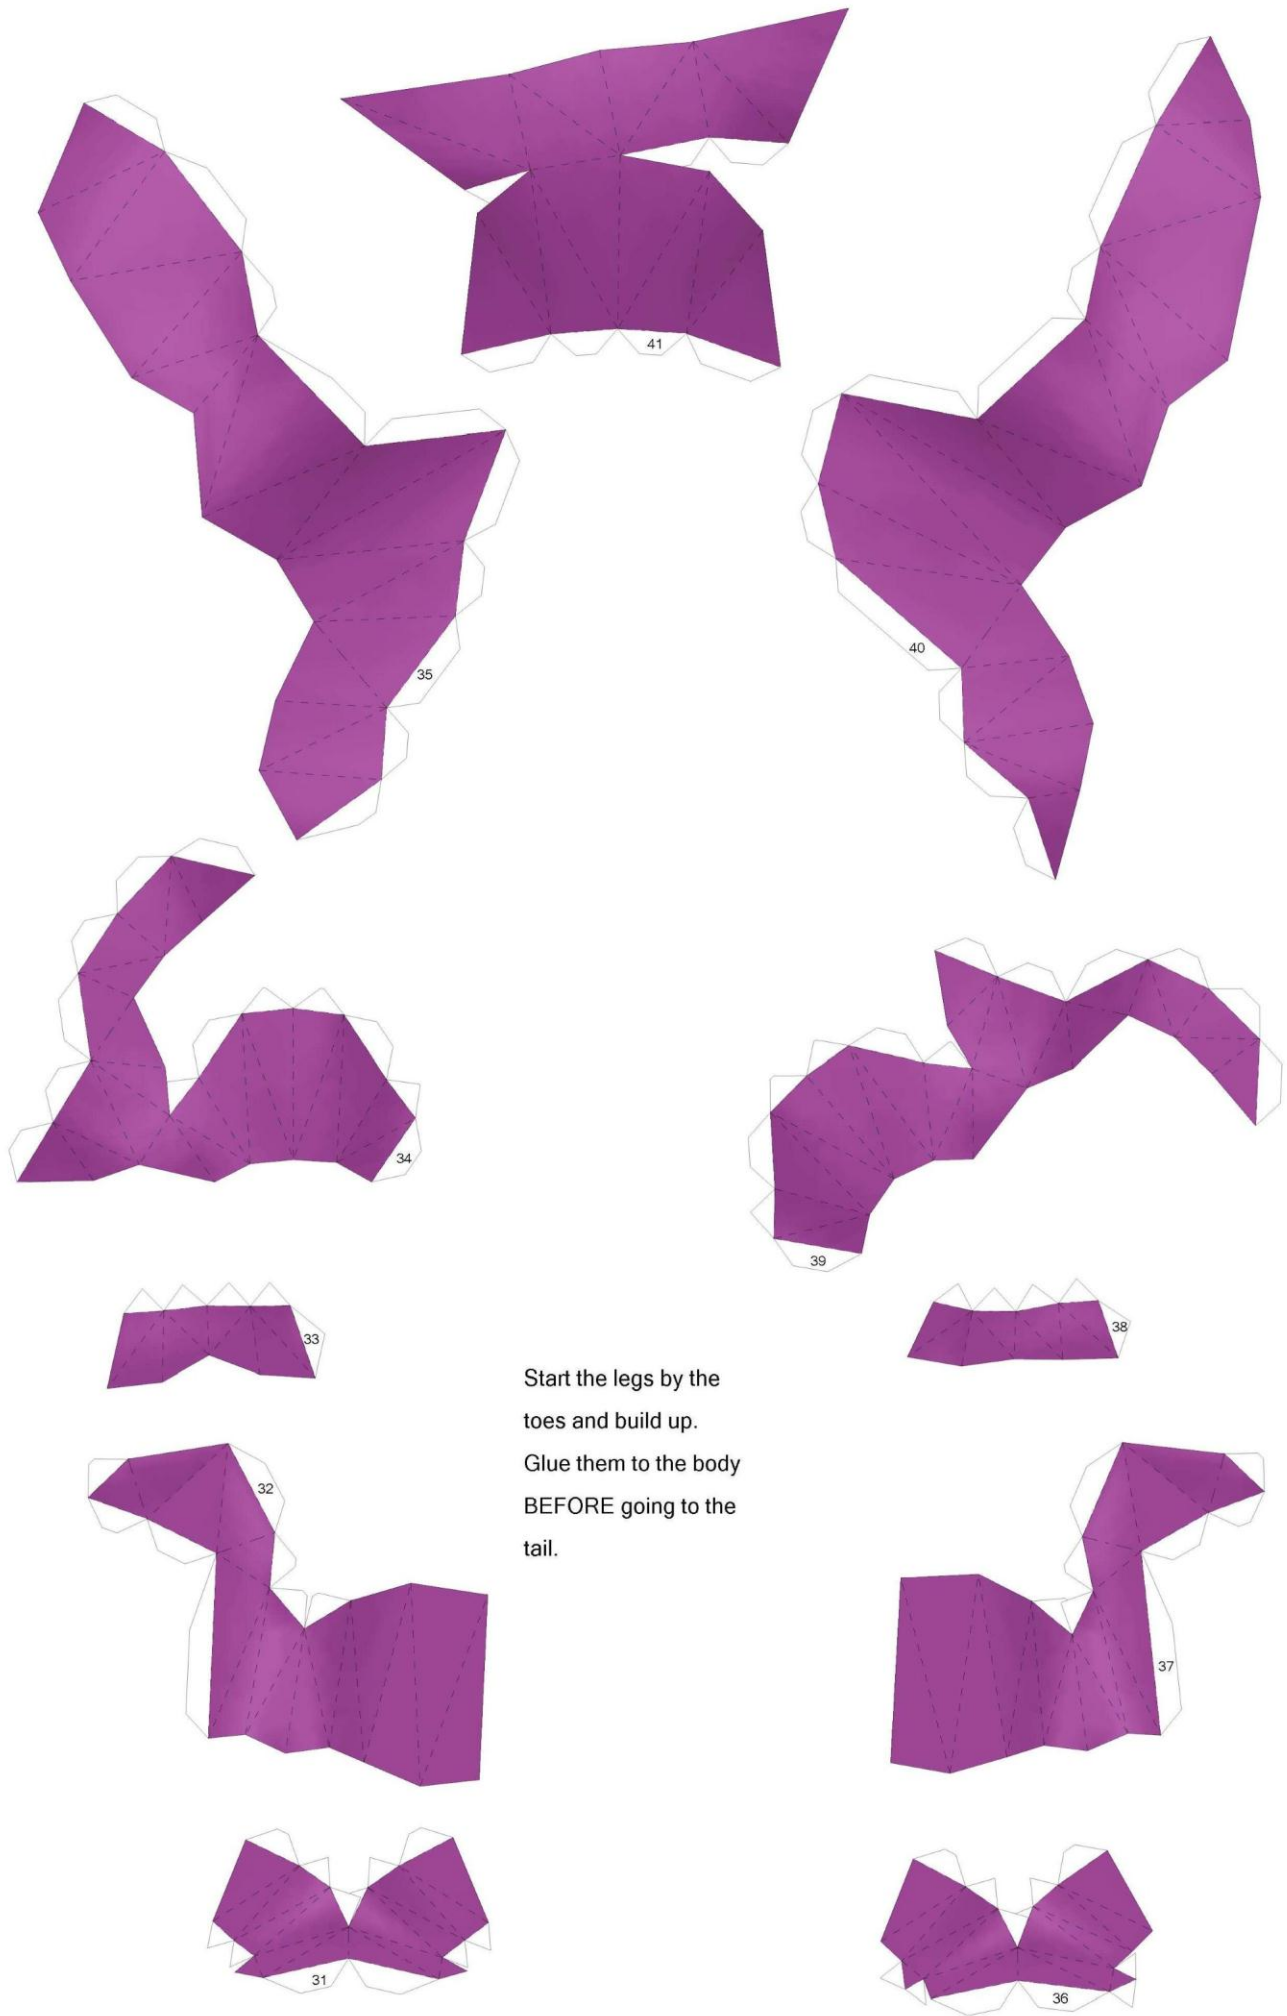 41
35
40
34
39
33
38
Start the legs by the
toes and build up.
Glue them to the body
BEFORE going to the
tail.
32
37
31
36